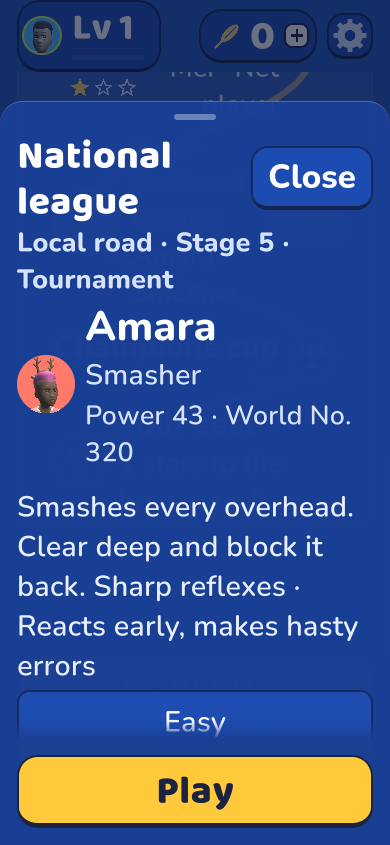 Lv 1
0
National
league
Close
Local road · Stage 5 ·
Tournament
Amara
Smasher
Power 43 · World No.
320
Smashes every overhead.
Clear deep and block it
back. Sharp reflexes ·
Reacts early, makes hasty
errors
Easy
Play